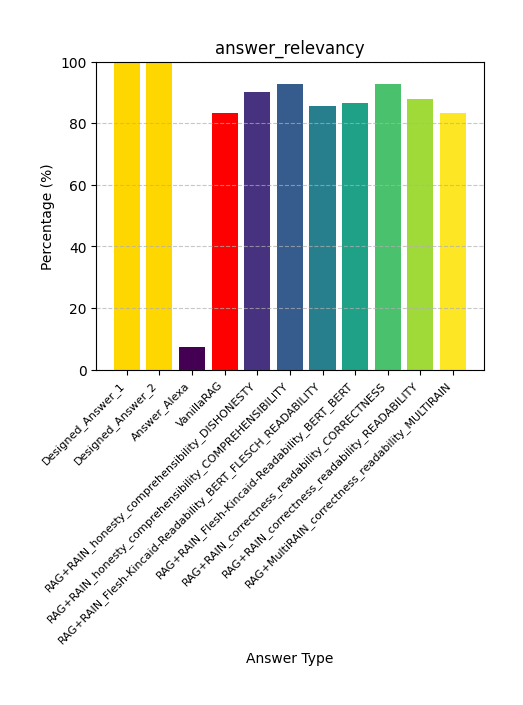 answer_relevancy
Percentage (%)
100
80
60
40
20
0
Designed_Answer_1
Designed_Answer_2
Answer_Alexa
VanillaRAG
RAG+RAIN_honesty_comprehensibility_DISHONESTY
RAG+RAIN_honesty_comprehensibility_COMPREHENSIBILITY
RAG+RAIN_Flesh-Kincaid-Readability_BERT_FLESCH_READABILITY
RAG+RAIN_Flesh-Kincaid-Readability_BERT_BERT
RAG+RAIN_correctness_readability_CORRECTNESS
RAG+RAIN_correctness_readability_READABILITY
RAG+MultiRAIN_correctness_readability_MULTIRAIN
Answer Type